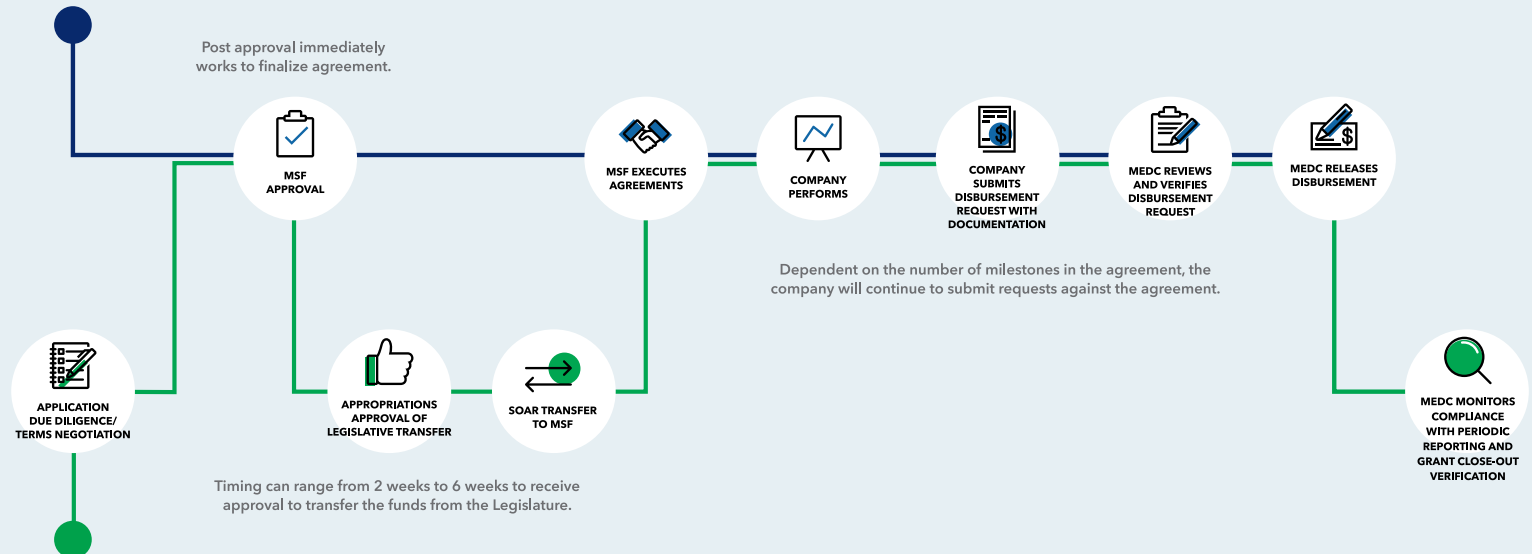 Post approval immediately
works to finalize agreement.
MSF
APPROVAL
MSF EXECUTES
AGREEMENTS
COMPANY
PERFORMS
$
COMPANY
SUBMITS
DISBURSEMENT
REQUEST WITH
DOCUMENTATION
MEDC REVIEWS
AND VERIFIES
DISBURSEMENT
REQUEST
$
MEDC RELEASES
DISBURSEMENT
Dependent on the number of milestones in the agreement, the
company will continue to submit requests against the agreement.
APPLICATION
DUE DILIGENCE/
TERMS NEGOTIATION
APPROPRIATIONS
APPROVAL OF
LEGISLATIVE TRANSFER
SOAR TRANSFER
TO MSF
MEDC MONITORS
COMPLIANCE
WITH PERIODIC
REPORTING AND
GRANT CLOSE-OUT
VERIFICATION
Timing can range from 2 weeks to 6 weeks to receive
approval to transfer the funds from the Legislature.